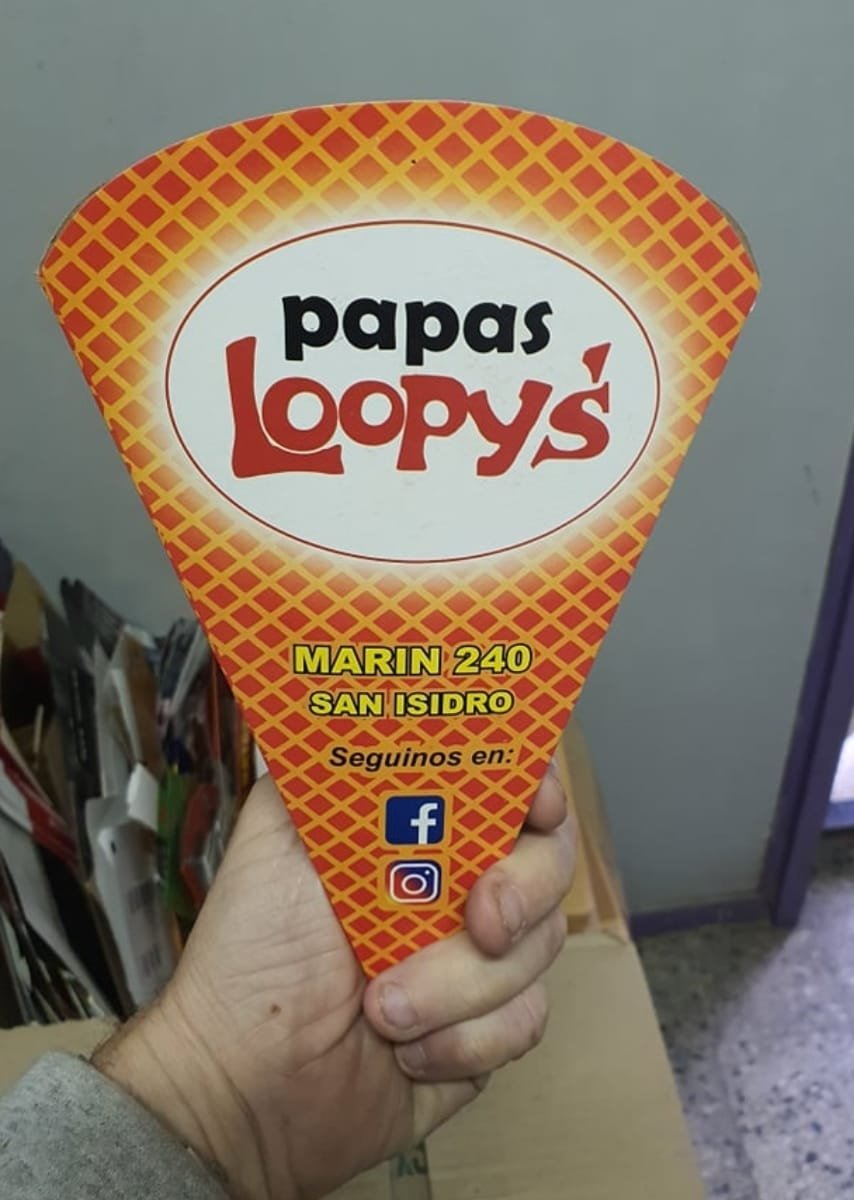 papas
Loopy's
MARIN 240
SAN ISIDRO
Seguinos en:
f